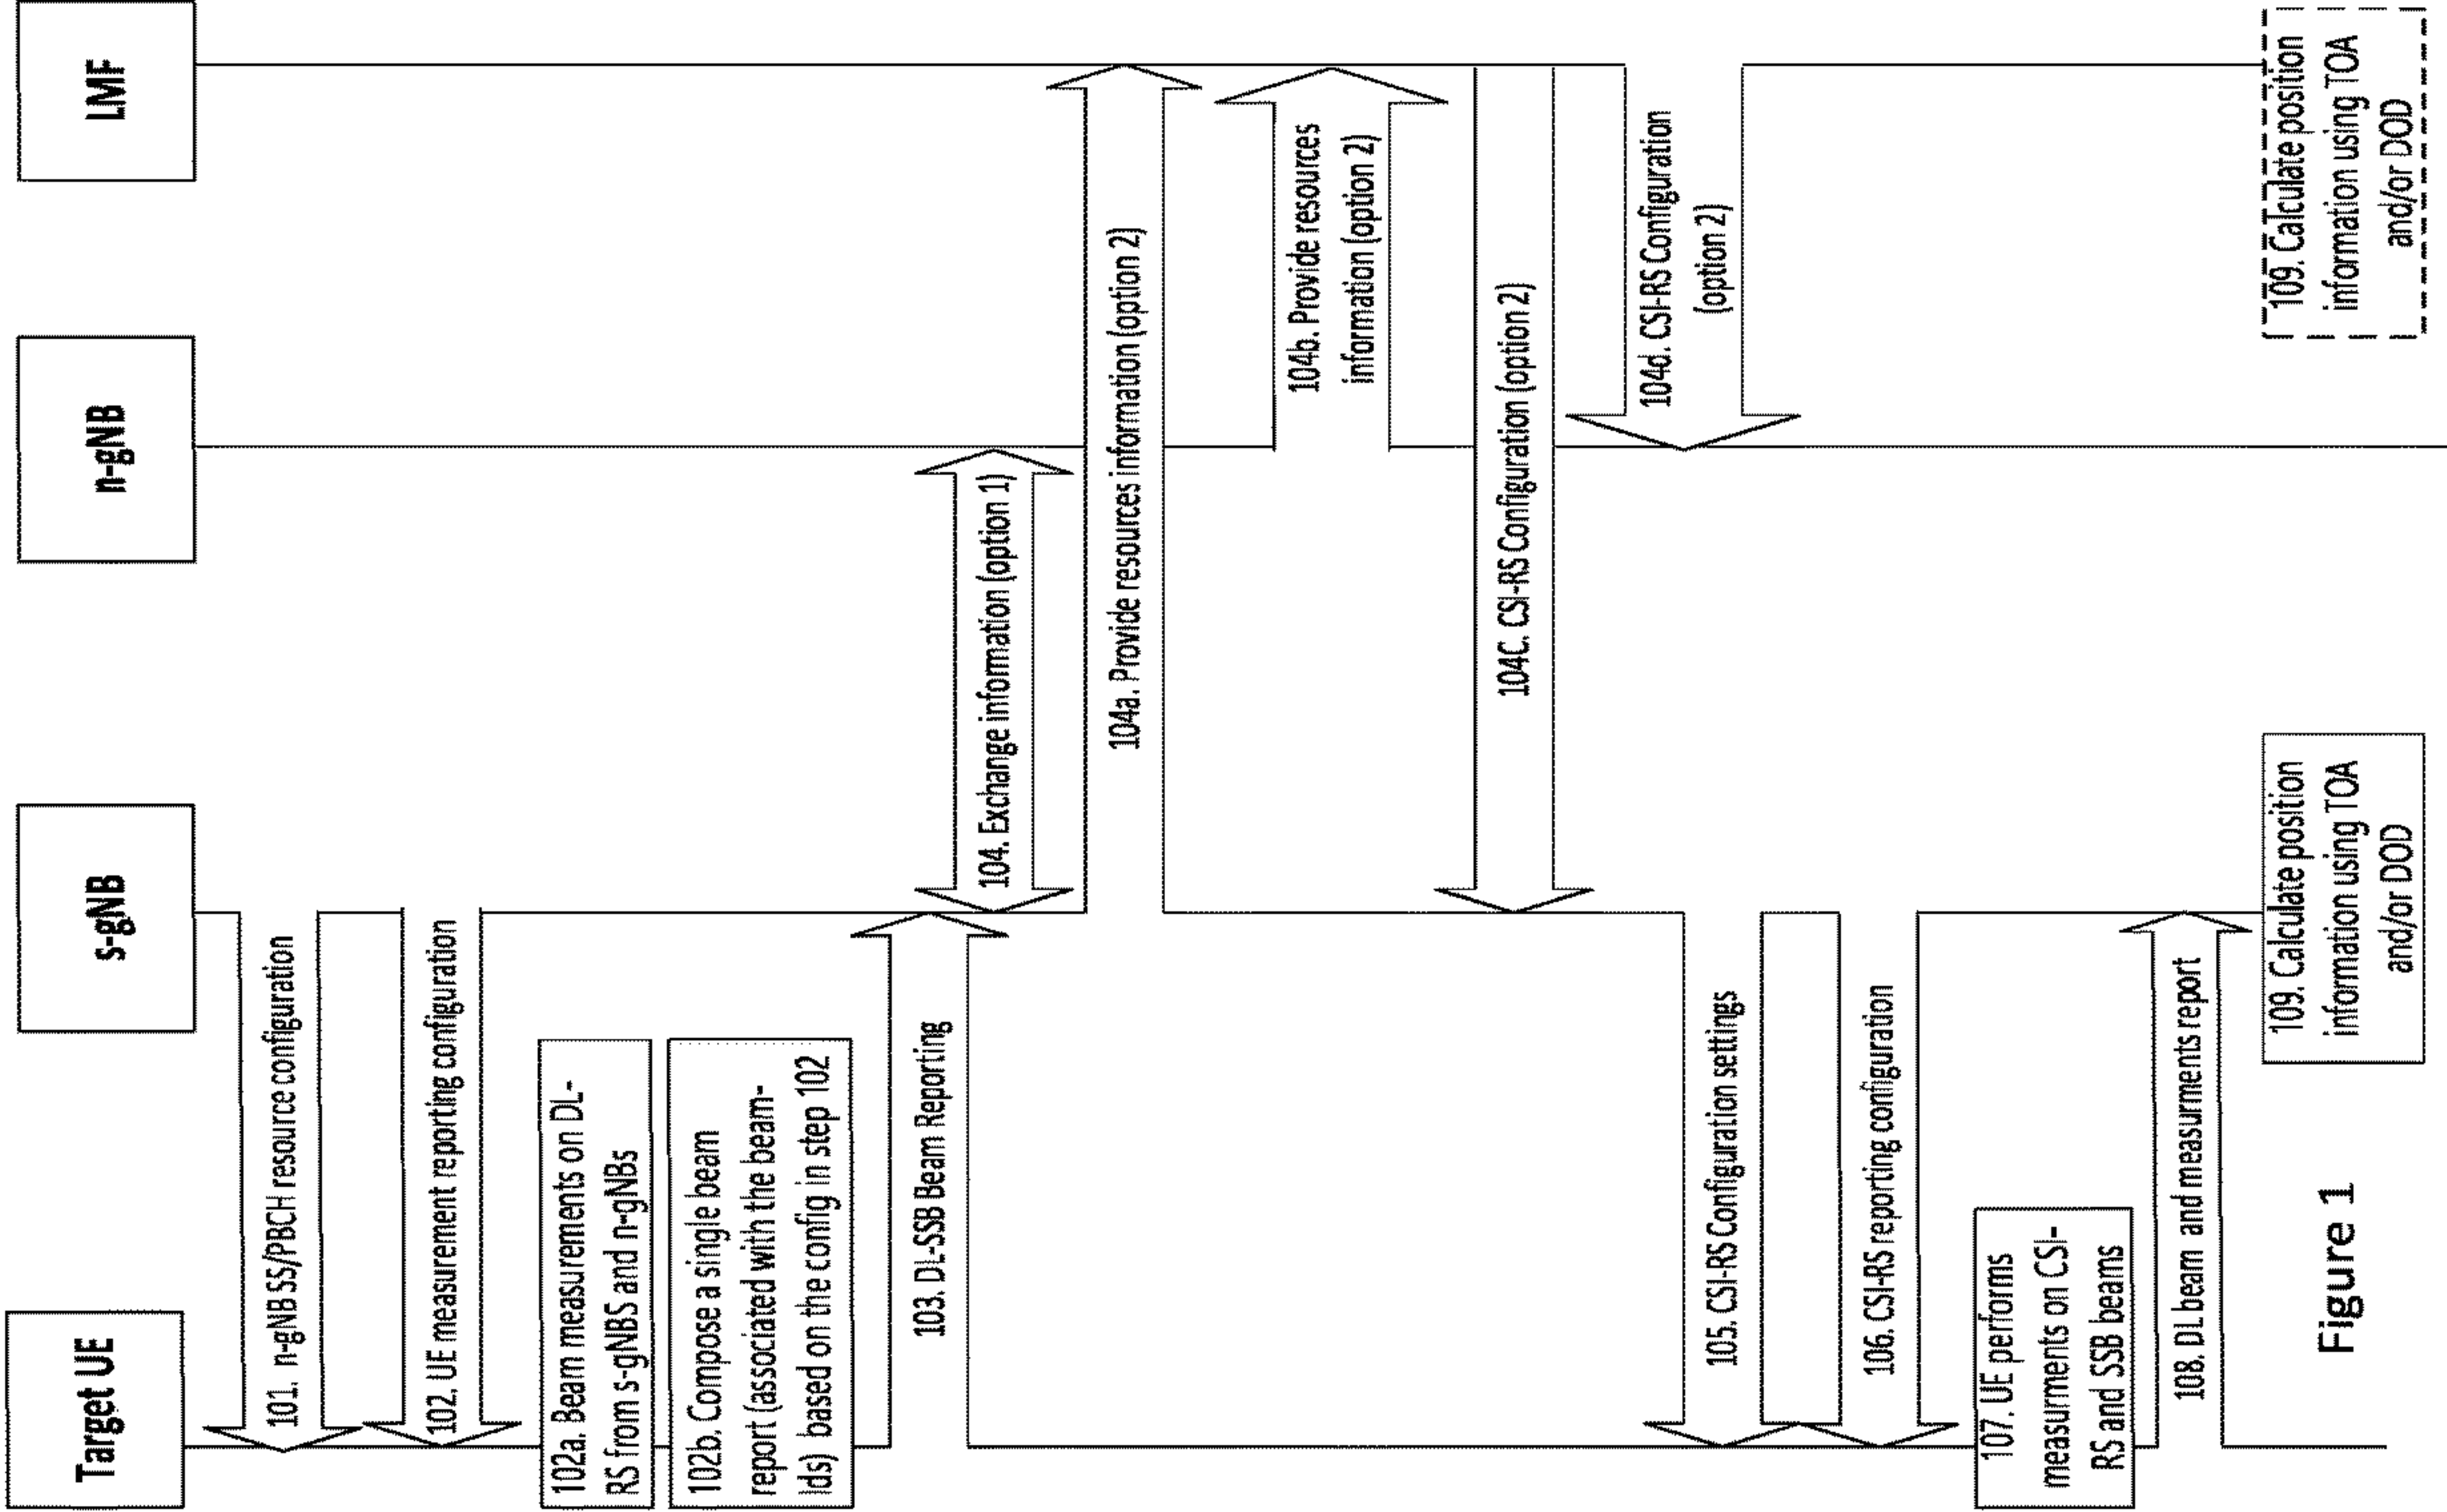 Target UE
s-gNB
n-gNB
LMF
101. n-gNB SS/PBCH resource configuration
102. UE measurement reporting configuration
102a. Beam measurements on DL-
RS from s-gNBS and n-gNBs
102b. Compose a single beam
report (associated with the beam-
Ids) based on the config in step 102
103. DL-SSB Beam Reporting
104. Exchange information (option 1)
104a. Provide resources information (option 2)
104b. Provide resources
information (option 2)
104C. CSI-RS Configuration (option 2)
104d. CSI-RS Configuration
(option 2)
105. CSI-RS Configuration settings
106. CSI-RS reporting configuration
107. UE performs
measurments on CSI-
RS and SSB beams
108. DL beam and measurments report
109. Calculate position
information using TOA
and/or DOD
109. Calculate position
information using TOA
and/or DOD
Figure 1